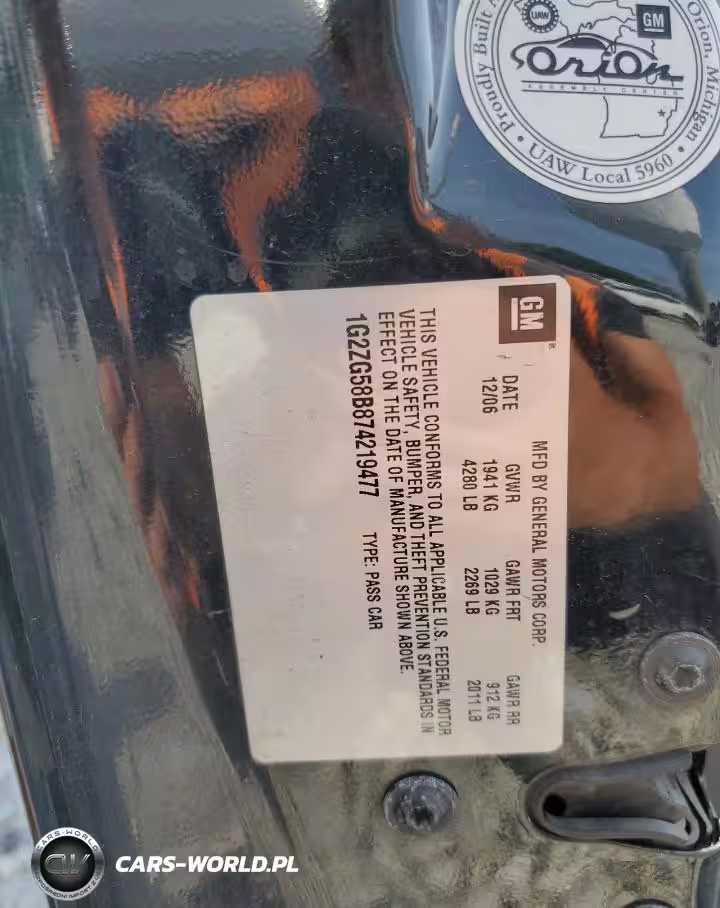 Proudly Built
Orion, Michigan
UAW
GM
Orion
ASSEMBLY CENTER
• UAW Local 5960 •
GM ®
MFD BY GENERAL MOTORS CORP.
DATE GVWR GAWR FRT GAWR RR
12/06 1941 KG 1029 KG 912 KG
4280 LB 2269 LB 2011 LB
THIS VEHICLE CONFORMS TO ALL APPLICABLE U.S. FEDERAL MOTOR
VEHICLE SAFETY, BUMPER, AND THEFT PREVENTION STANDARDS IN
EFFECT ON THE DATE OF MANUFACTURE SHOWN ABOVE.
1G2ZG58B874219477 TYPE: PASS CAR
CARS-WORLD
CW
CARS-WORLD.PL